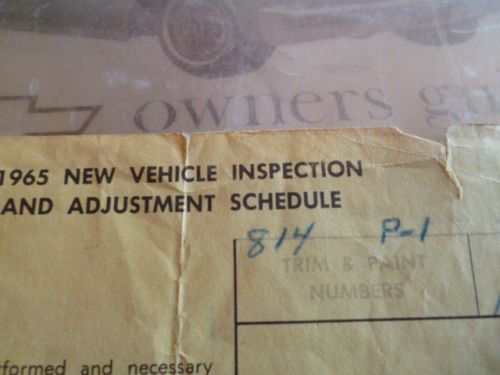 owners gu
1965 NEW VEHICLE INSPECTION
AND ADJUSTMENT SCHEDULE
814 P-1
TRIM & PAINT
NUMBERS
formed and necessary